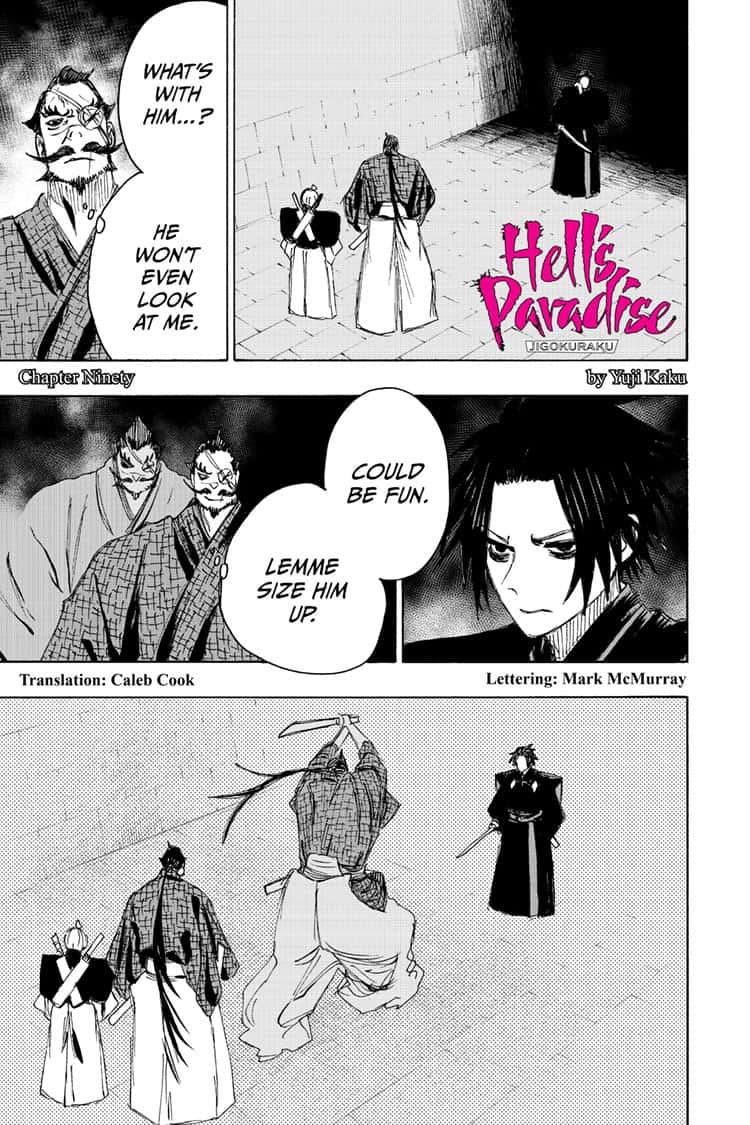 WHAT'S
WITH
HIM...?
HE
WON'T
EVEN
LOOK
AT ME.
Hell's
Paradise
JIGOKURAKU
Chapter Ninety
by Yuji Kaku
COULD
BE FUN.
LEMME
SIZE HIM
UP.
Translation: Caleb Cook
Lettering: Mark McMurray